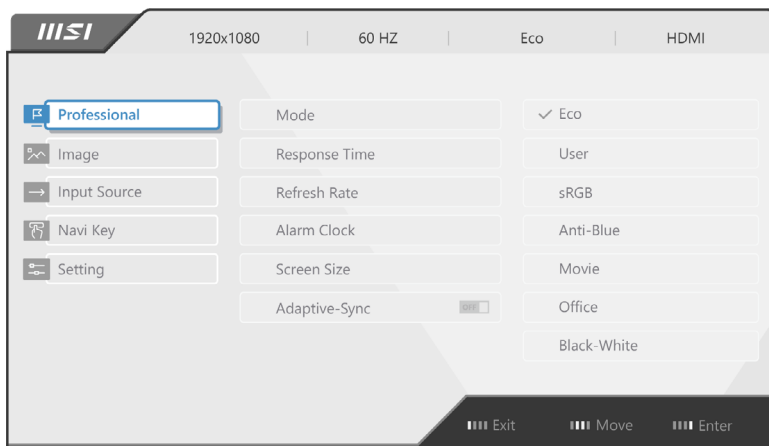 msi
1920x1080 60 HZ Eco HDMI
Professional
Image
Input Source
Navi Key
Setting
Mode
Response Time
Refresh Rate
Alarm Clock
Screen Size
Adaptive-Sync OFF
Eco
User
sRGB
Anti-Blue
Movie
Office
Black-White
Exit Move Enter